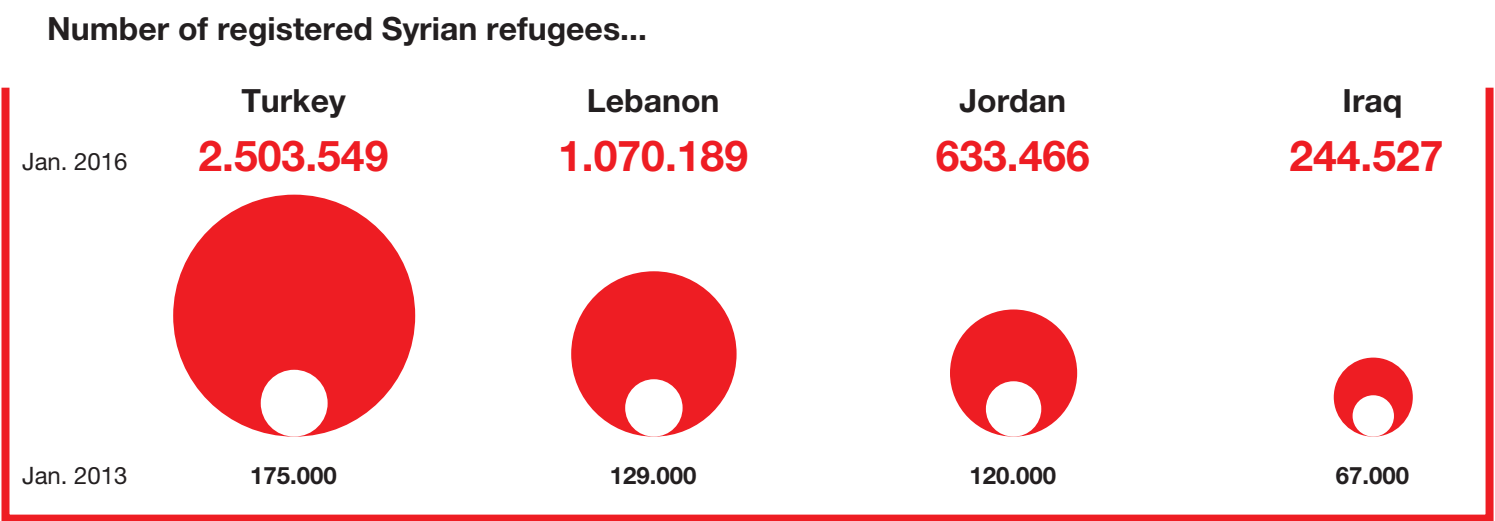 Number of registered Syrian refugees...
Turkey Lebanon Jordan Iraq
Jan. 2016 2.503.549 1.070.189 633.466 244.527
Jan. 2013 175.000 129.000 120.000 67.000